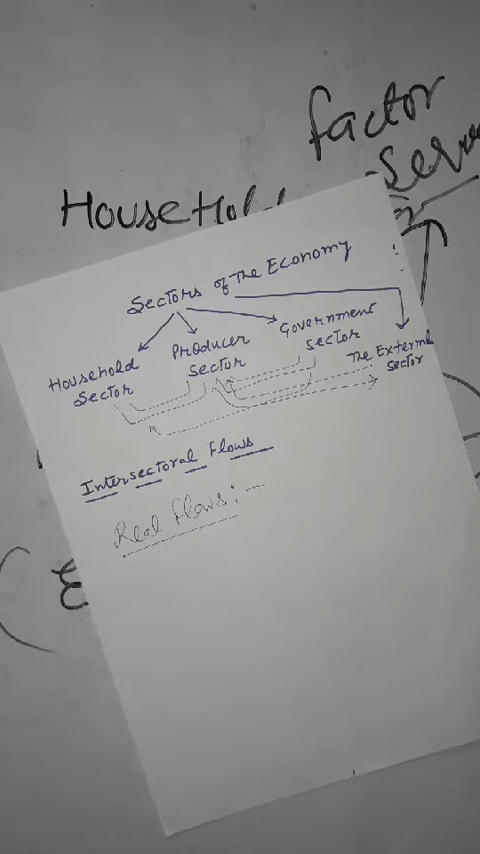 factor
Household
Serv
Sectors of The Economy
Household
Sector
Producer
Sector
Government
Sector
The External
Sector
Intersectoral Flows
Real Flows:-